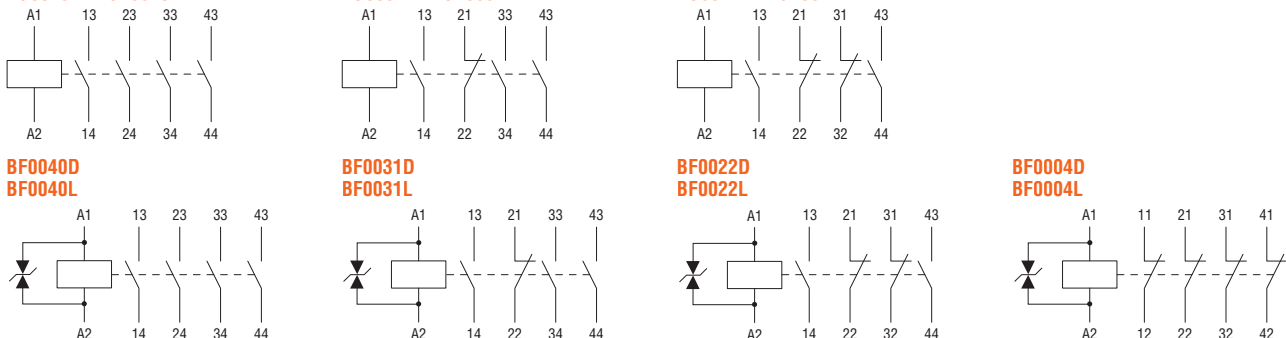 A1 13 23 33 43
A1 13 21 33 43
A1 13 21 31 43
A2 14 24 34 44
A2 14 22 34 44
A2 14 22 32 44
BF0040D
BF0040L
BF0031D
BF0031L
BF0022D
BF0022L
BF0004D
BF0004L
A1 13 23 33 43
A1 13 21 33 43
A1 13 21 31 43
A1 11 21 31 41
A2 14 24 34 44
A2 14 22 34 44
A2 14 22 32 44
A2 12 22 32 42